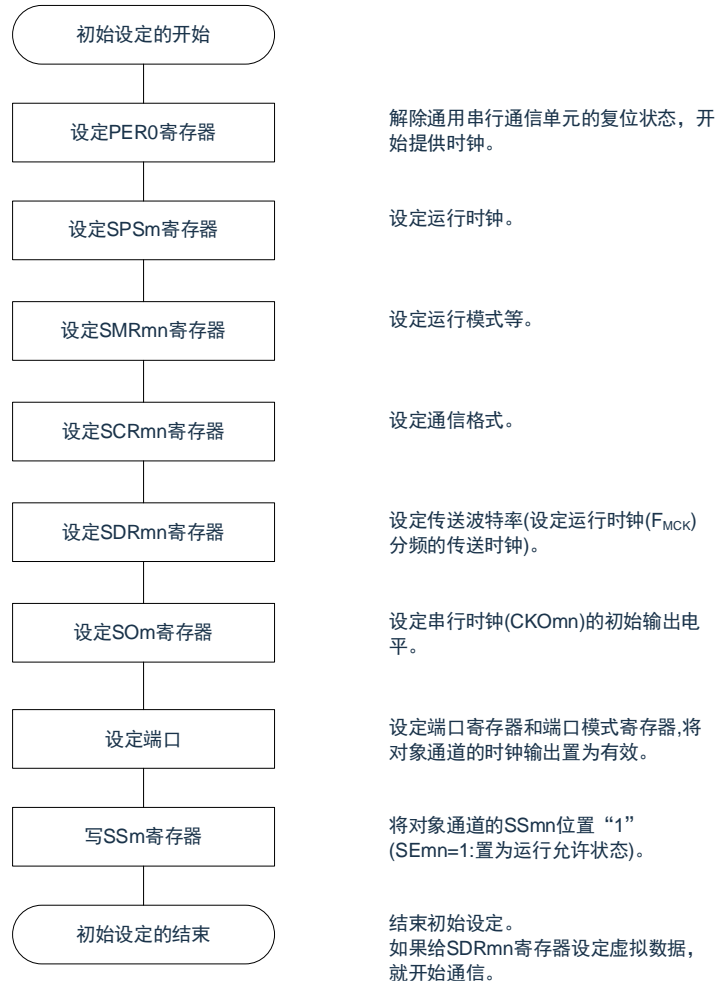 初始设定的开始
设定PER0寄存器
解除通用串行通信单元的复位状态，开
始提供时钟。
设定SPSm寄存器
设定运行时钟。
设定SMRmn寄存器
设定运行模式等。
设定SCRmn寄存器
设定通信格式。
设定SDRmn寄存器
设定传送波特率(设定运行时钟(FMCK)
分频的传送时钟)。
设定SOm寄存器
设定串行时钟(CKOmn)的初始输出电
平。
设定端口
设定端口寄存器和端口模式寄存器,将
对象通道的时钟输出置为有效。
写SSm寄存器
将对象通道的SSmn位置“1”
(SEmn=1:置为运行允许状态)。
初始设定的结束
结束初始设定。
如果给SDRmn寄存器设定虚拟数据，
就开始通信。